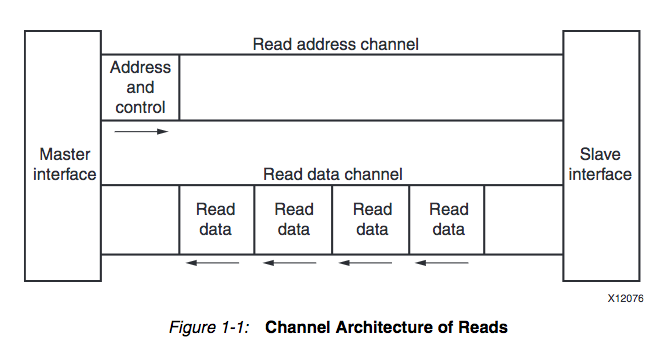 Read address channel
Address
and
control
Master
interface
Slave
interface
Read data channel
Read
data
Read
data
Read
data
Read
data
X12076
Figure 1-1: Channel Architecture of Reads